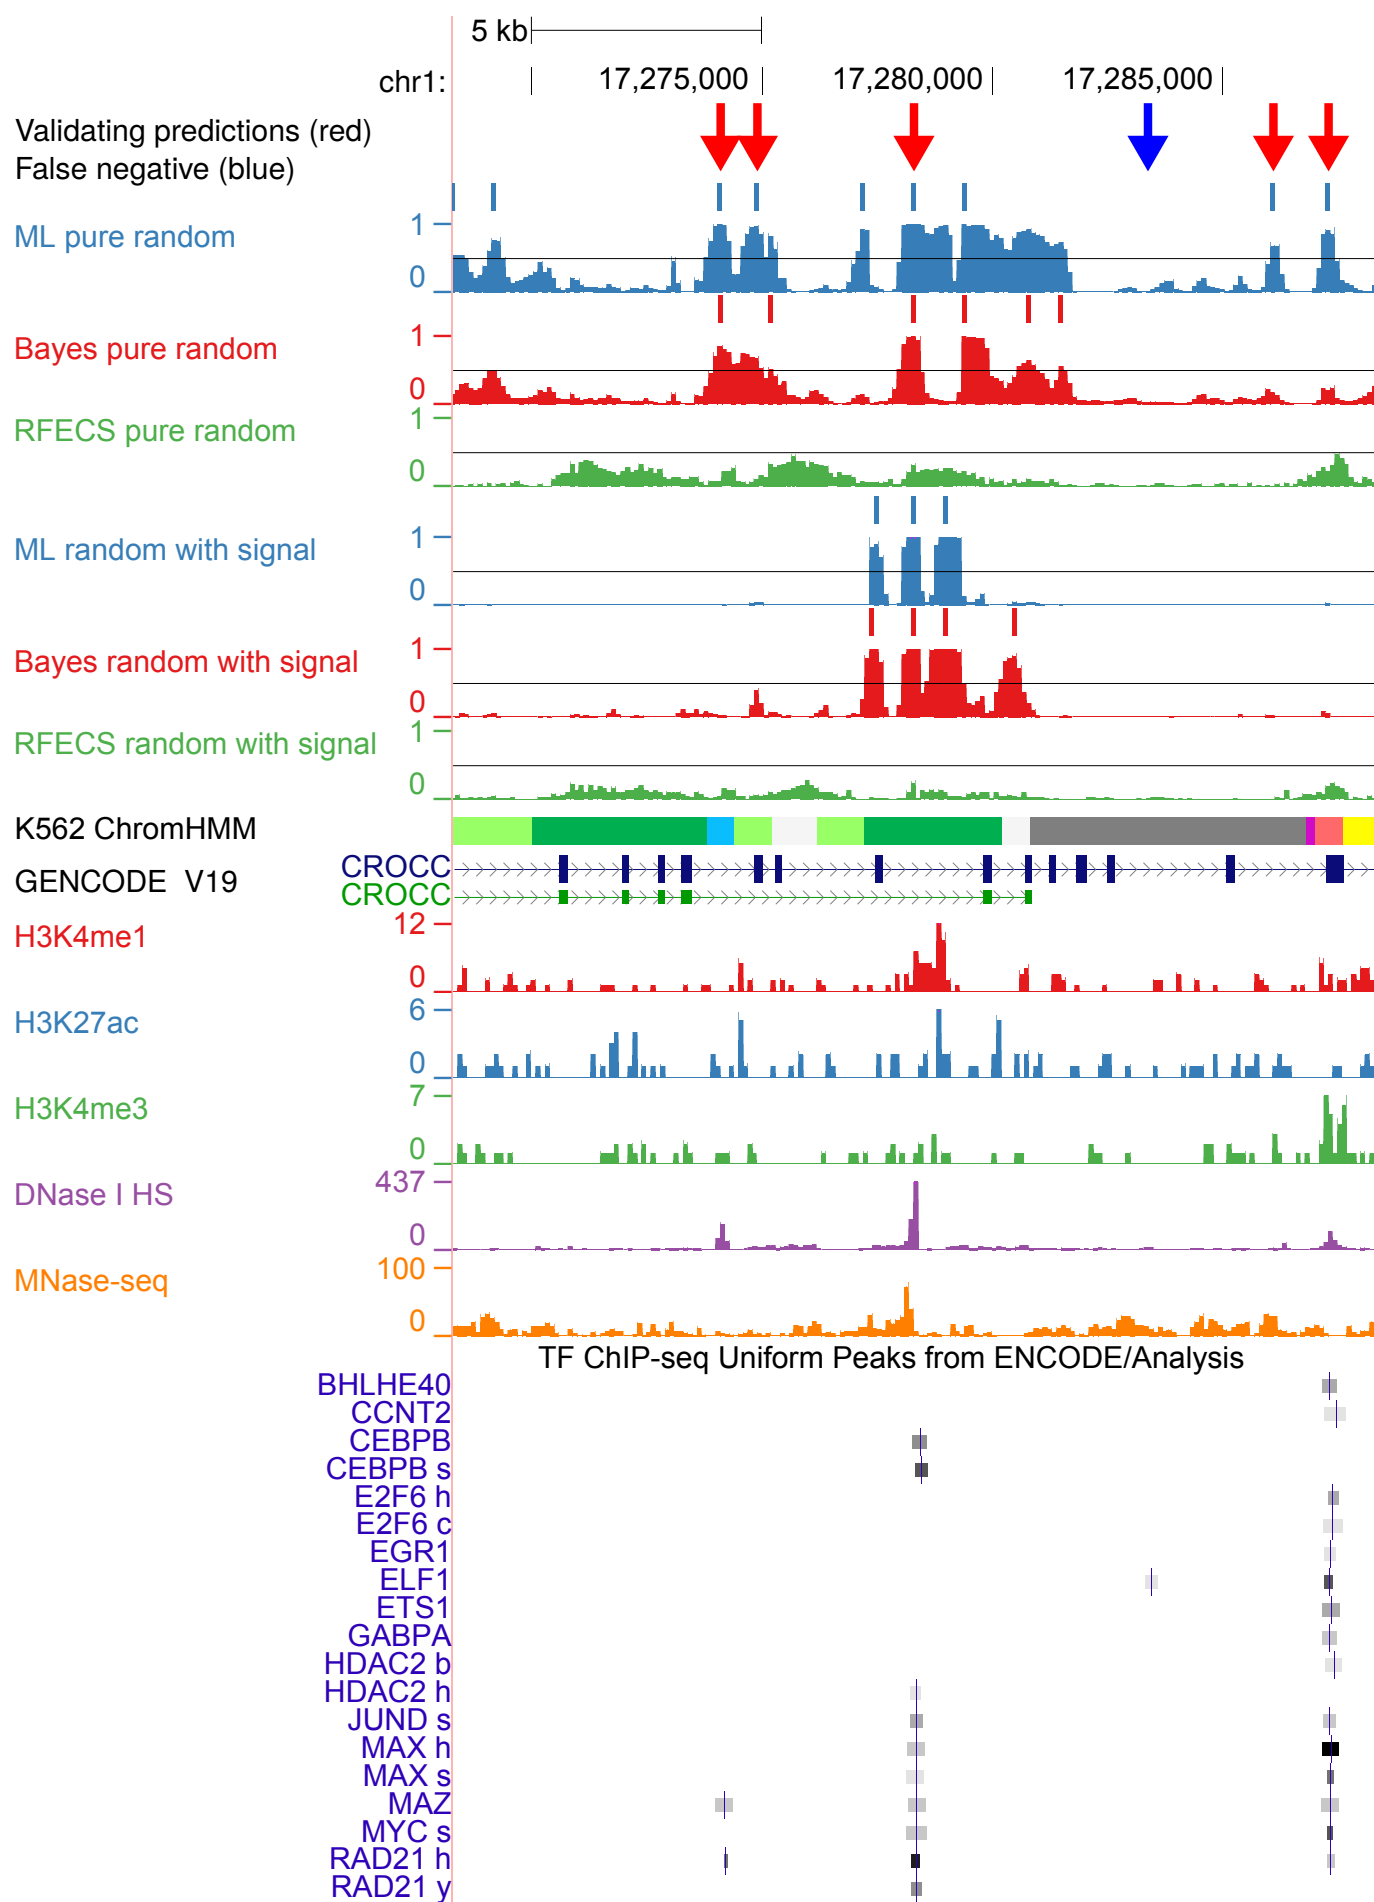 5 kb
chr1: 17,275,000 17,280,000 17,285,000
Validating predictions (red)
False negative (blue)
ML pure random 1 0
Bayes pure random 1 0
RFECS pure random 1 0
ML random with signal 1 0
Bayes random with signal 1 0
RFECS random with signal 1 0
K562 ChromHMM
CROCC
GENCODE V19
CROCC
H3K4me1 12 0
H3K27ac 6 0
H3K4me3 7 0
DNase I HS 437 0
MNase-seq 100 0
TF ChIP-seq Uniform Peaks from ENCODE/Analysis
BHLHE40
CCNT2
CEBPB
CEBPB s
E2F6 h
E2F6 c
EGR1
ELF1
ETS1
GABPA
HDAC2 b
HDAC2 h
JUND s
MAX h
MAX s
MAZ
MYC s
RAD21 h
RAD21 y